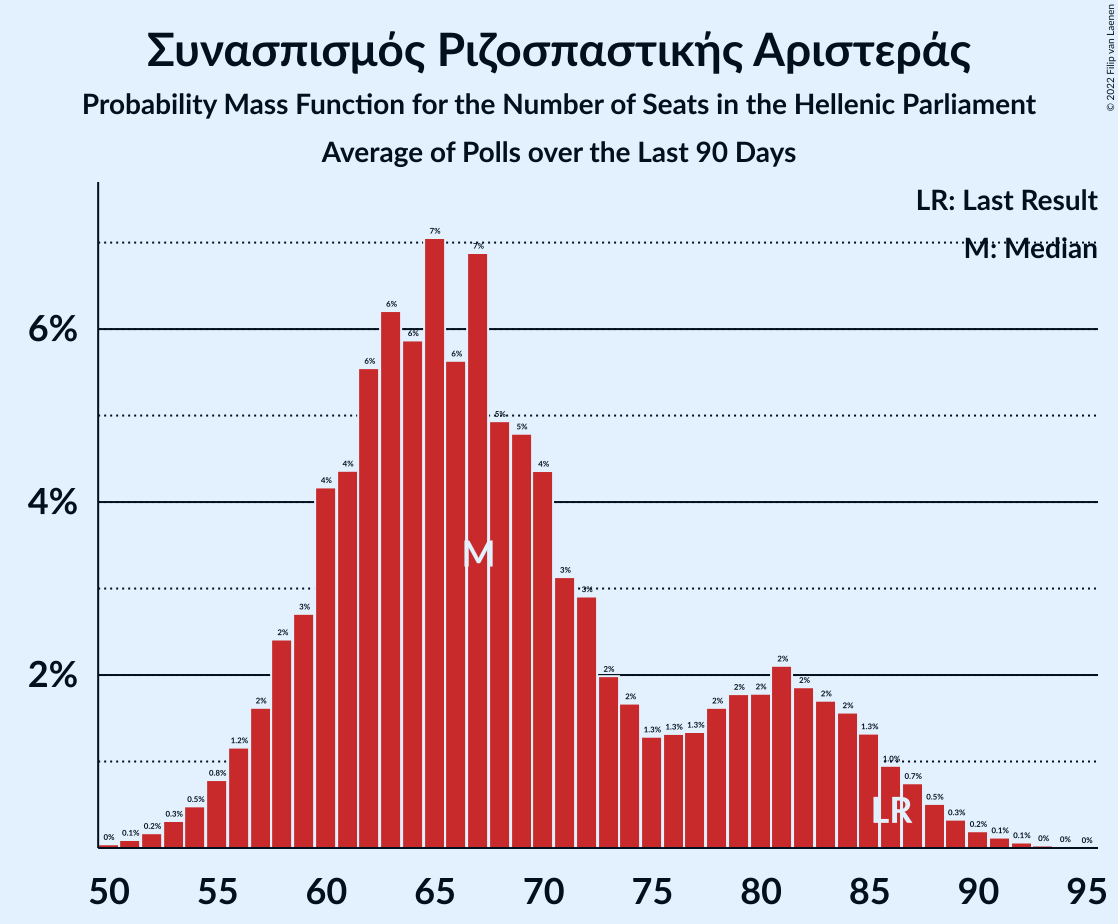 Συνασπισμός Ριζοσπαστικής Αριστεράς
Probability Mass Function for the Number of Seats in the Hellenic Parliament
Average of Polls over the Last 90 Days
© 2022 Filip van Laenen
LR: Last Result
M: Median
6%
4%
2%
0% 0.1% 0.2% 0.3% 0.5% 0.8% 1.2% 2% 2% 3% 4% 4% 6% 6% 6% 7% 6% 7% 5% 5% 4% 3% 3% 2% 2% 1.3% 1.3% 1.3% 2% 2% 2% 2% 2% 2% 2% 1.3% 1.0% 0.7% 0.5% 0.3% 0.2% 0.1% 0.1% 0% 0% 0%
M
LR
50 55 60 65 70 75 80 85 90 95